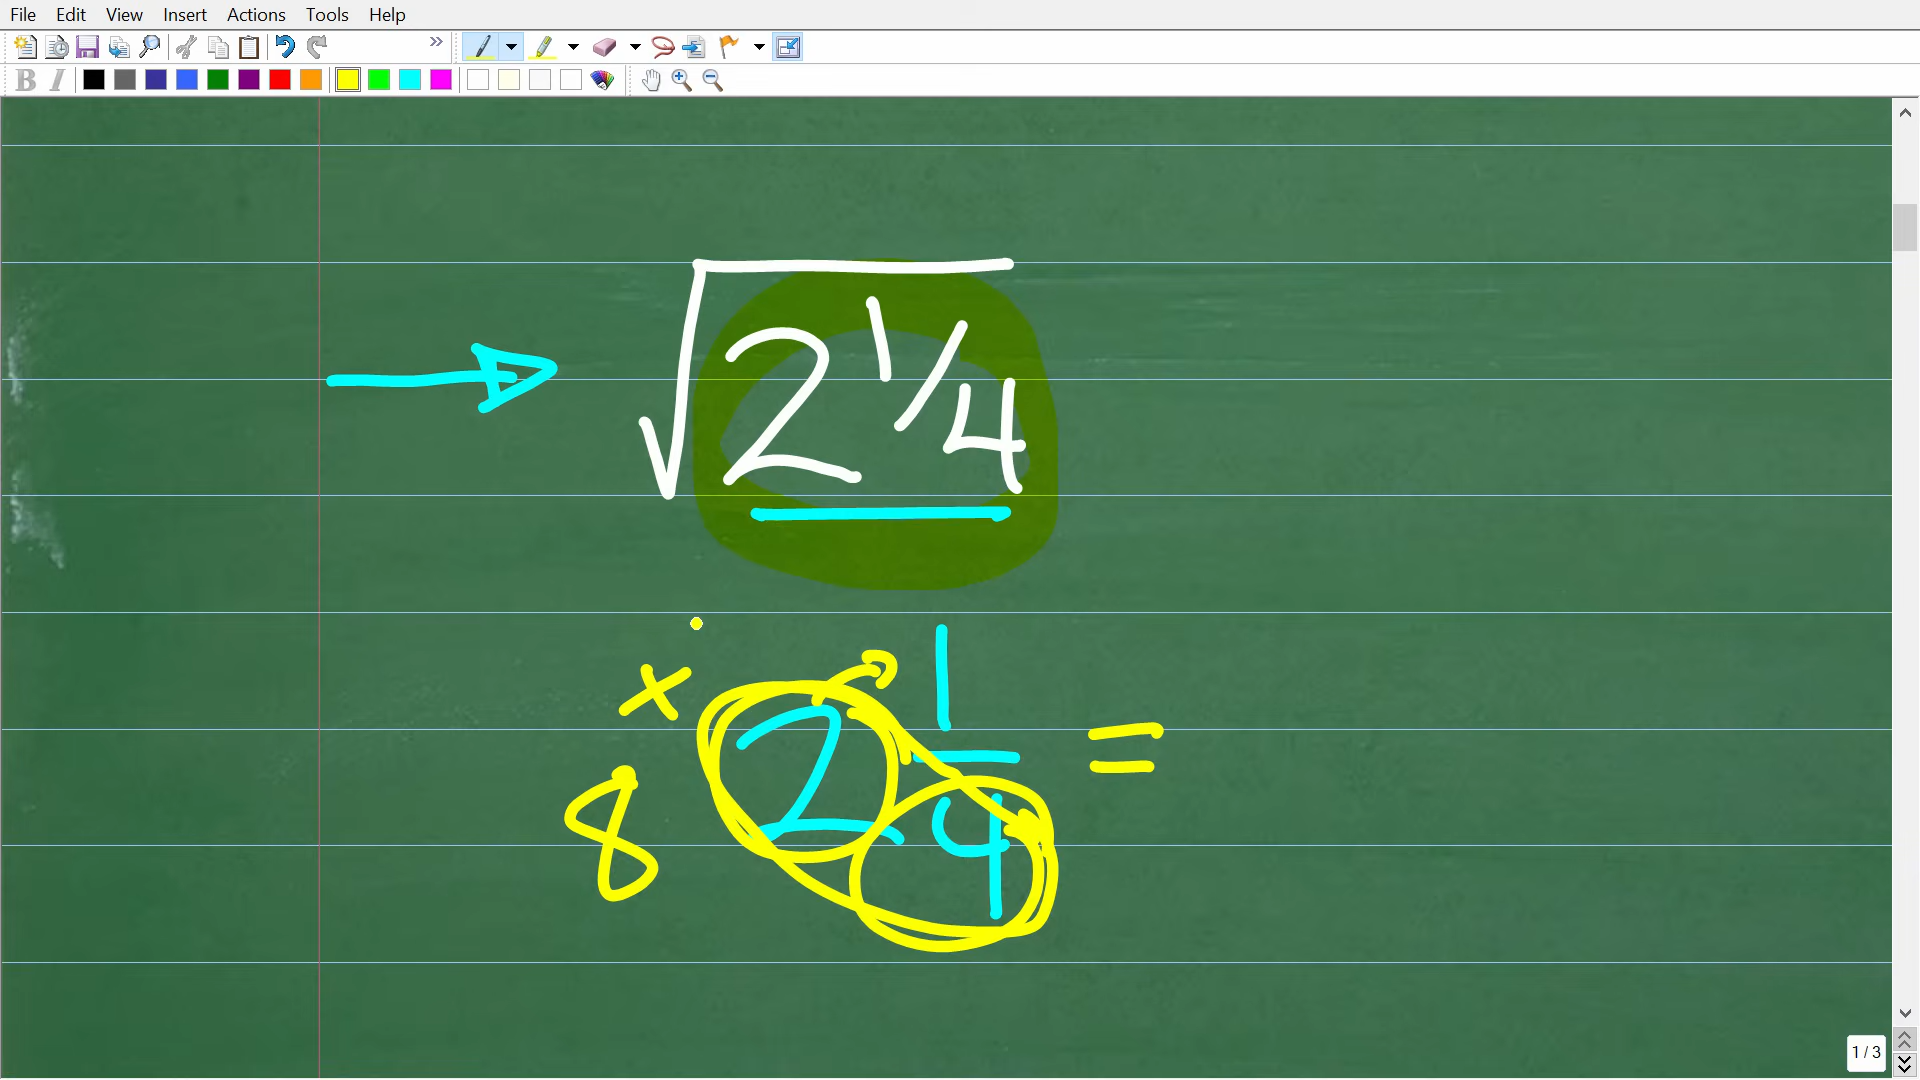 File Edit View Insert Actions Tools Help
B I
√2 1/4
× 2 1/4 =
8
1 / 3